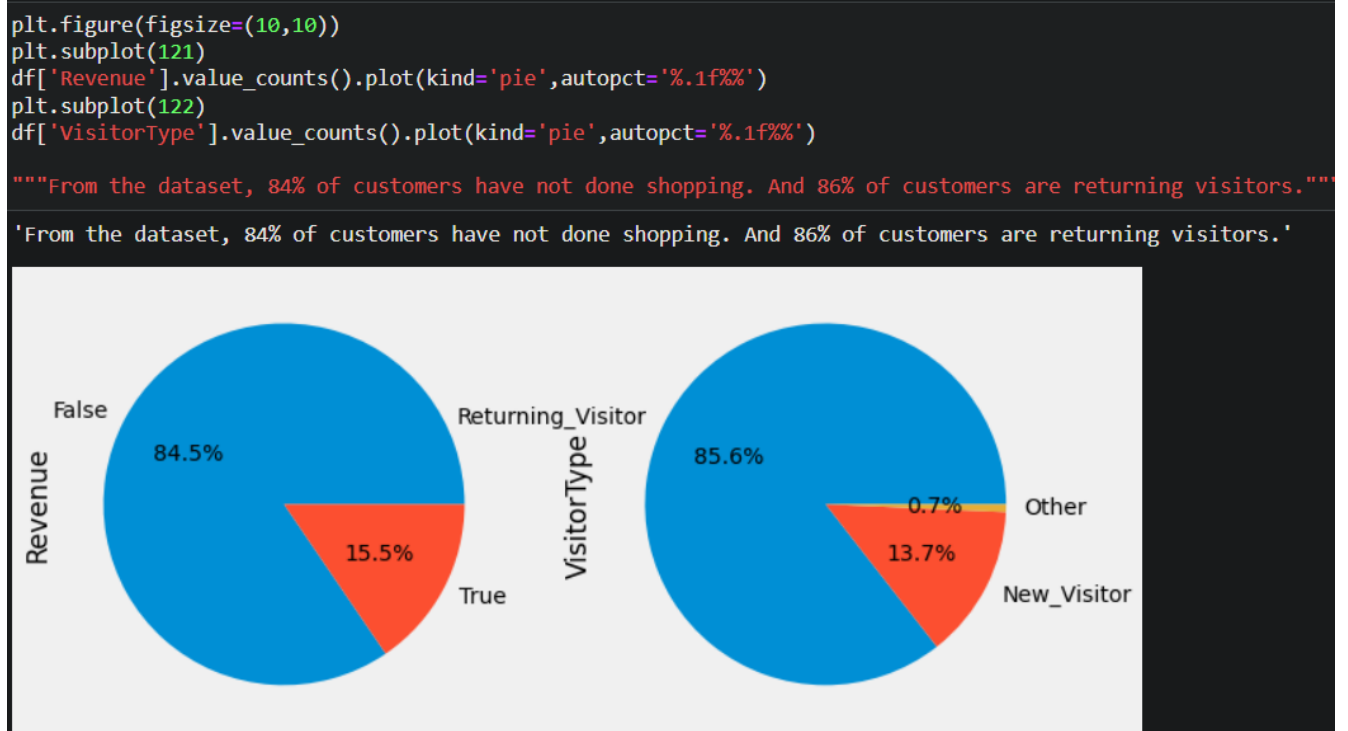 plt.figure(figsize=(10,10))
plt.subplot(121)
df['Revenue'].value_counts().plot(kind='pie',autopct='%.1f%%')
plt.subplot(122)
df['VisitorType'].value_counts().plot(kind='pie',autopct='%.1f%%')
"""From the dataset, 84% of customers have not done shopping. And 86% of customers are returning visitors."""
'From the dataset, 84% of customers have not done shopping. And 86% of customers are returning visitors.'
False
84.5%
Revenue
15.5%
True
Returning_Visitor
85.6%
VisitorType
0.7%
Other
13.7%
New_Visitor